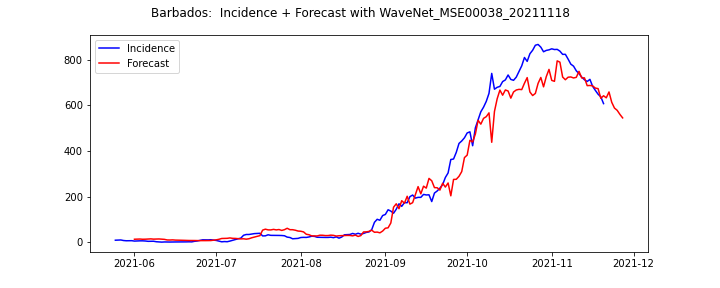 Barbados:  Incidence + Forecast with WaveNet_MSE00038_20211118
Incidence
Forecast
800
600
400
200
0
2021-06 2021-07 2021-08 2021-09 2021-10 2021-11 2021-12